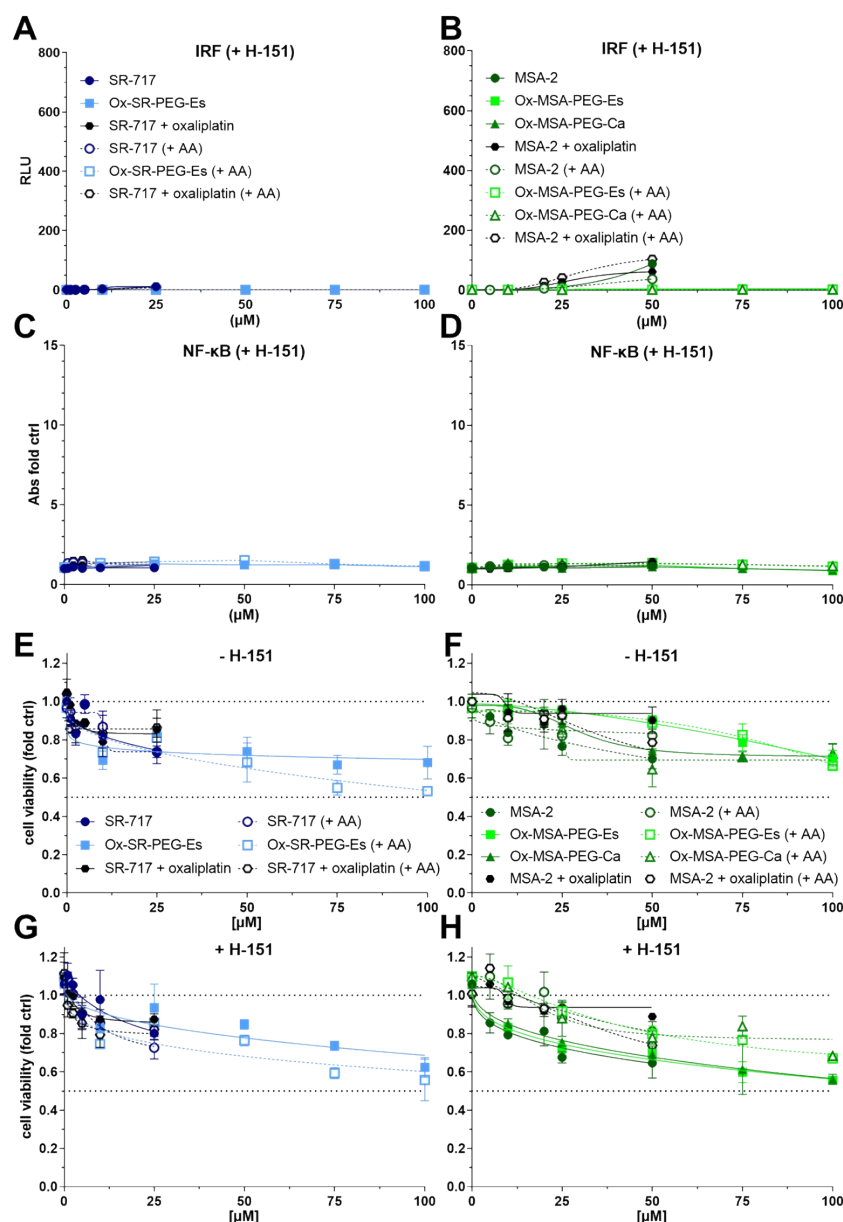 A
IRF (+ H-151)
800
600
400
200
0
RLU
SR-717
Ox-SR-PEG-Es
SR-717 + oxaliplatin
SR-717 (+ AA)
Ox-SR-PEG-Es (+ AA)
SR-717 + oxaliplatin (+ AA)
0 25 50 75 100
(µM)
B
IRF (+ H-151)
800
600
400
200
0
MSA-2
Ox-MSA-PEG-Es
Ox-MSA-PEG-Ca
MSA-2 + oxaliplatin
MSA-2 (+ AA)
Ox-MSA-PEG-Es (+ AA)
Ox-MSA-PEG-Ca (+ AA)
MSA-2 + oxaliplatin (+ AA)
0 25 50 75 100
(µM)
C
NF-κB (+ H-151)
15
10
5
0
Abs fold ctrl
0 25 50 75 100
(µM)
D
NF-κB (+ H-151)
15
10
5
0
0 25 50 75 100
(µM)
E
- H-151
1.2
1.0
0.8
0.6
0.4
0.2
0.0
cell viability (fold ctrl)
SR-717 SR-717 (+ AA)
Ox-SR-PEG-Es Ox-SR-PEG-Es (+ AA)
SR-717 + oxaliplatin SR-717 + oxaliplatin (+ AA)
0 25 50 75 100
[µM]
F
- H-151
1.2
1.0
0.8
0.6
0.4
0.2
0.0
MSA-2 MSA-2 (+ AA)
Ox-MSA-PEG-Es Ox-MSA-PEG-Es (+ AA)
Ox-MSA-PEG-Ca Ox-MSA-PEG-Ca (+ AA)
MSA-2 + oxaliplatin MSA-2 + oxaliplatin (+ AA)
0 25 50 75 100
[µM]
G
+ H-151
1.2
1.0
0.8
0.6
0.4
0.2
0.0
cell viability (fold ctrl)
0 25 50 75 100
[µM]
H
+ H-151
1.2
1.0
0.8
0.6
0.4
0.2
0.0
0 25 50 75 100
[µM]